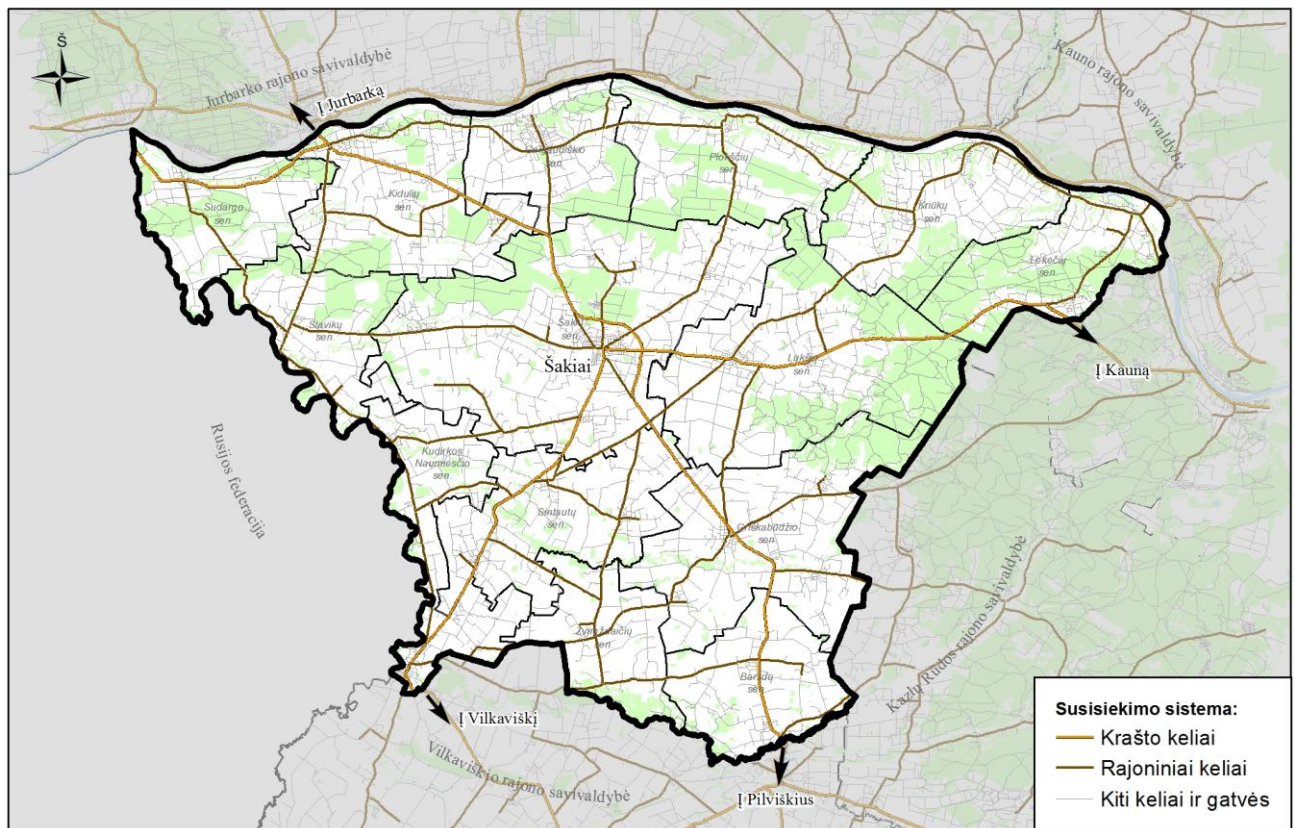 Š
Jurbarko rajono savivaldybė
Į Jurbarką
Kauno rajono savivaldybė
sen
Plokščių
sen
Kidulių
sen
Sudargo
sen
Kriūkų
sen
Lekėčių
sen
Slavikų
sen
Šakių
sen
Šakiai
Lukšių
sen
Į Kauną
Rusijos federacija
Kudirkos
Naumiesčio
sen
Sintautų
sen
Griškabūdžio
sen
Žvirgždaičių
sen
Barzdų
sen
Kazlų Rūdos rajono savivaldybė
Į Vilkaviškį
Vilkaviškio rajono savivaldybė
Į Pilviškius
Susisiekimo sistema:
Krašto keliai
Rajoniniai keliai
Kiti keliai ir gatvės